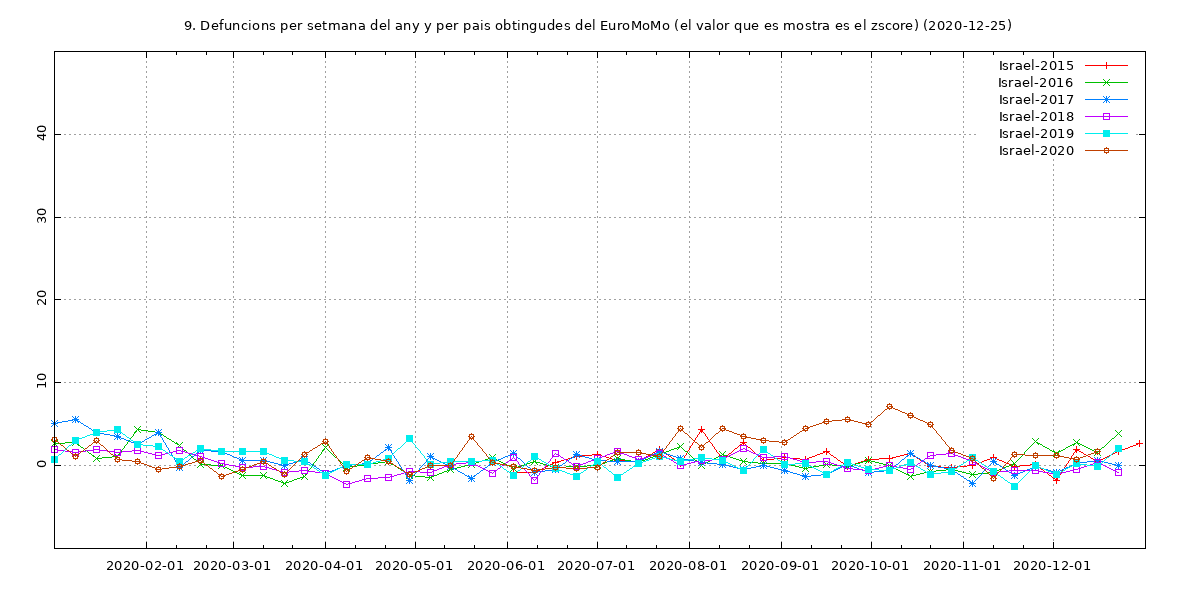 9. Defuncions per setmana del any y per pais obtingudes del EuroMoMo (el valor que es mostra es el zscore) (2020-12-25)
Israel-2015
Israel-2016
Israel-2017
Israel-2018
Israel-2019
Israel-2020
40
30
20
10
0
2020-02-01 2020-03-01 2020-04-01 2020-05-01 2020-06-01 2020-07-01 2020-08-01 2020-09-01 2020-10-01 2020-11-01 2020-12-01